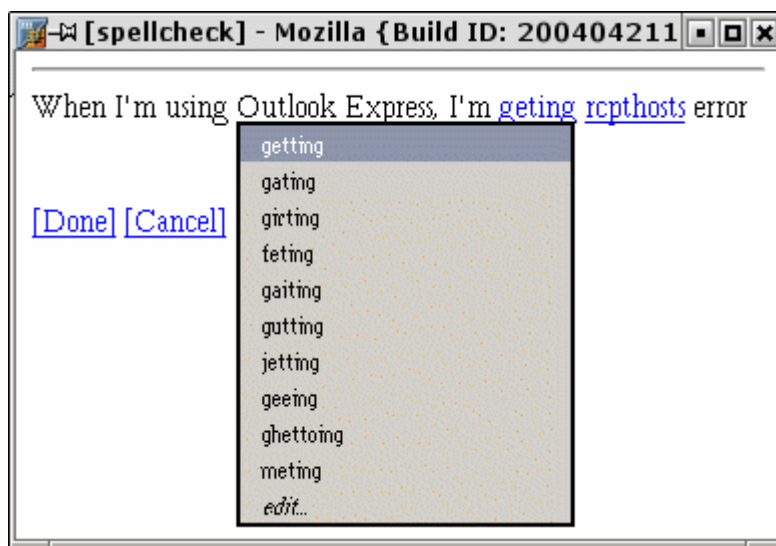 [spellcheck] - Mozilla {Build ID: 200404211
When I'm using Outlook Express, I'm geting rcpthosts error
getting
gating
girting
[Done] [Cancel]
feting
gaiting
gutting
jetting
geeing
ghettoing
meting
edit...